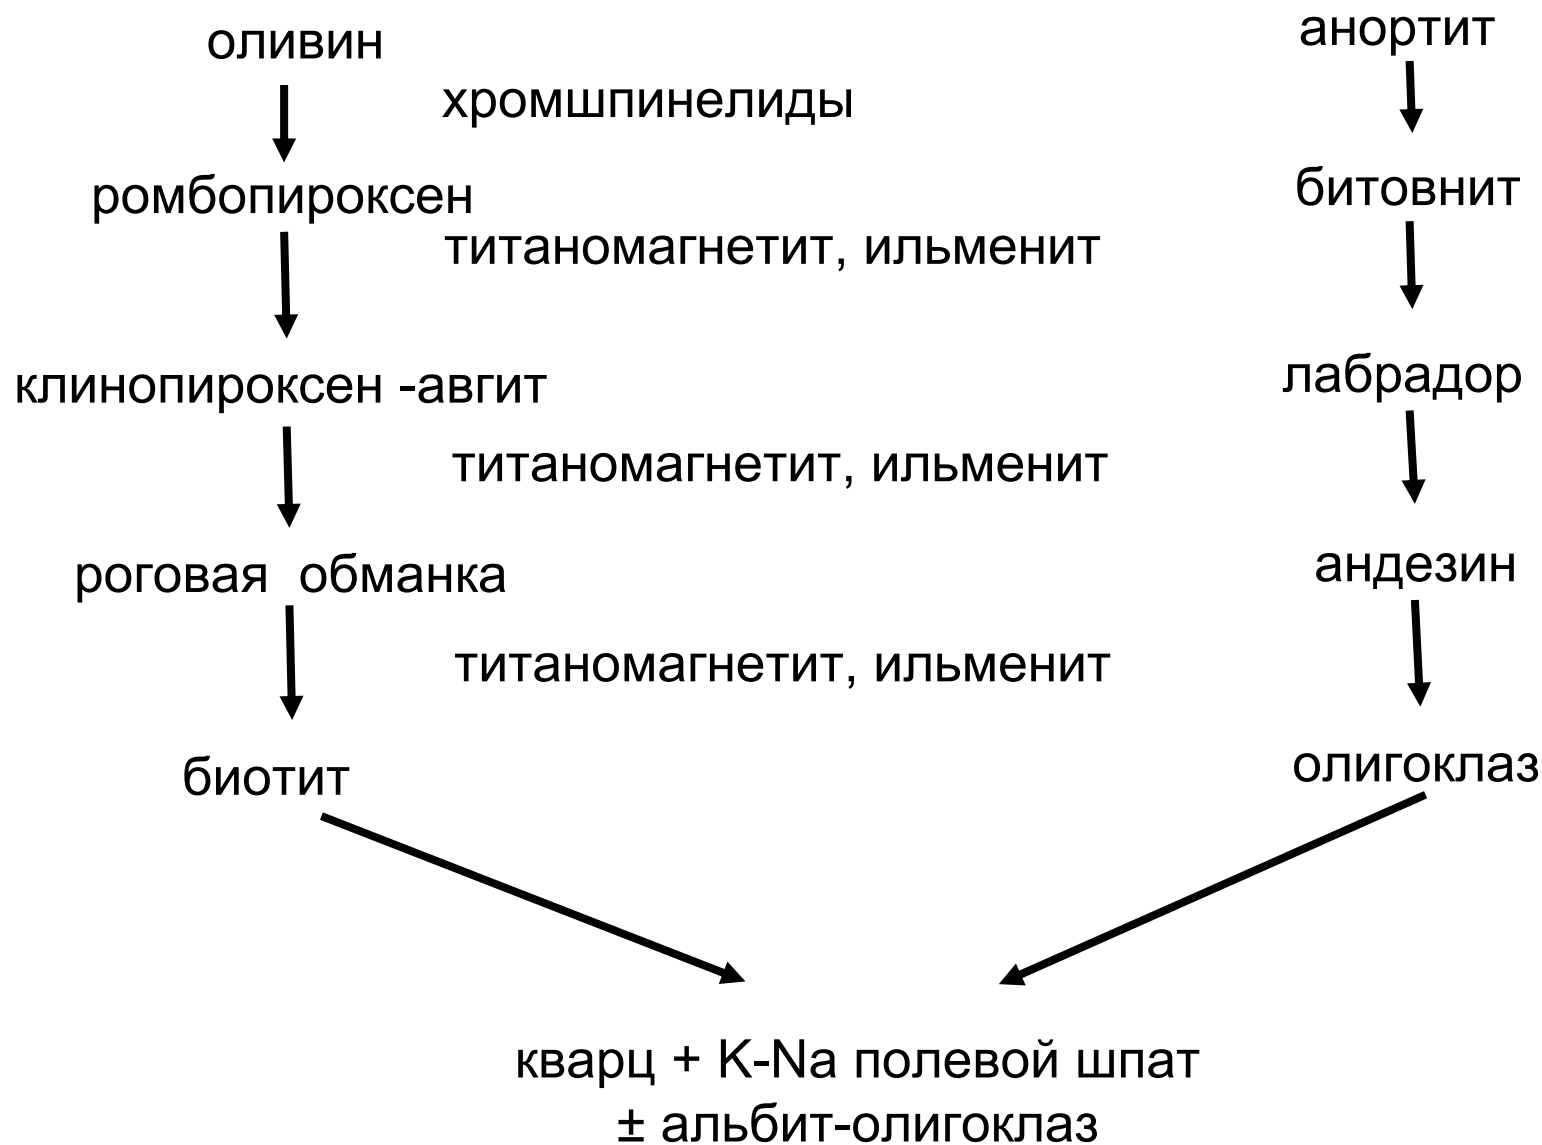 оливин
анортит
хромшпинелиды
ромбопироксен
битовнит
титаномагнетит, ильменит
клинопироксен -авгит
лабрадор
титаномагнетит, ильменит
роговая обманка
андезин
титаномагнетит, ильменит
биотит
олигоклаз
кварц + K-Na полевой шпат
± альбит-олигоклаз